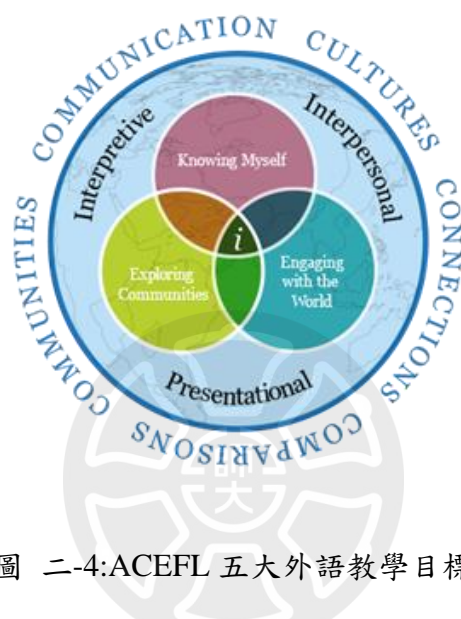 COMMUNICATION
CULTURES
CONNECTIONS
COMPARISONS
COMMUNITIES
Interpretive
Interpersonal
Presentational
Knowing Myself
i
Exploring
Communities
Engaging
with the
World
圖 二-4:ACEFL 五大外語教學目標